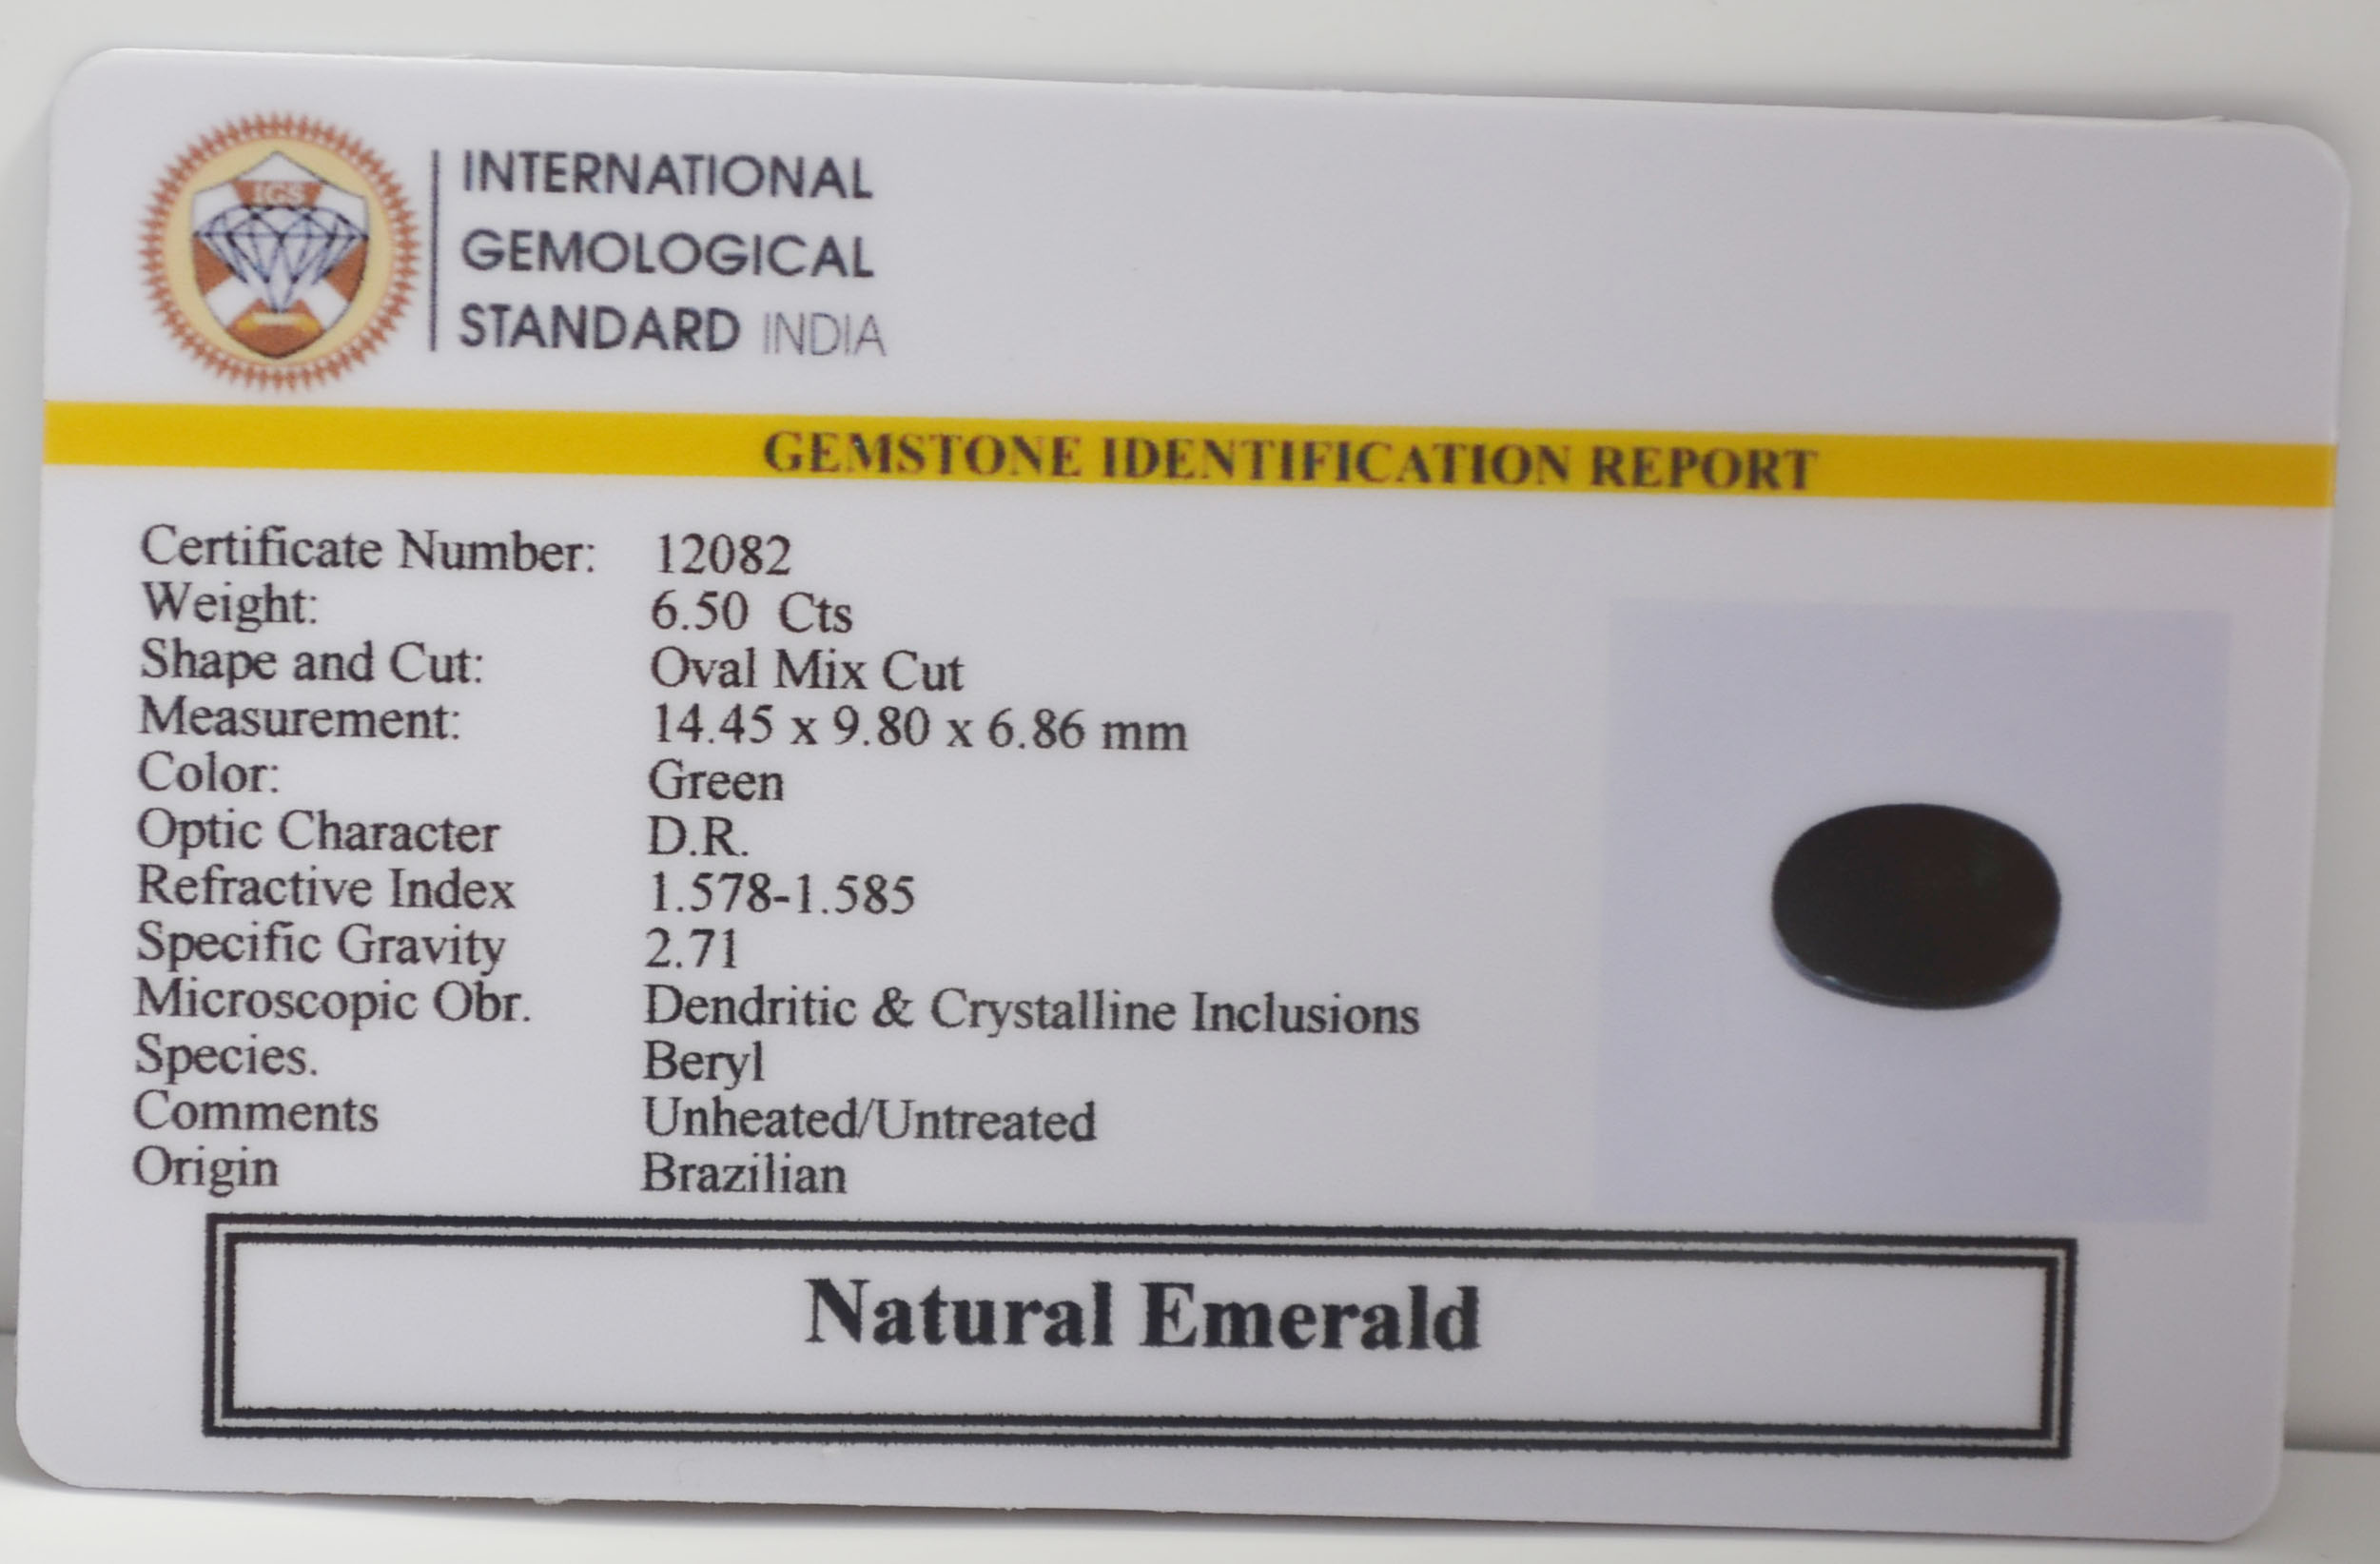 IGS
INTERNATIONAL
GEMOLOGICAL
STANDARD INDIA
GEMSTONE IDENTIFICATION REPORT
Certificate Number: 12082
Weight: 6.50 Cts
Shape and Cut: Oval Mix Cut
Measurement: 14.45 x 9.80 x 6.86 mm
Color: Green
Optic Character D.R.
Refractive Index 1.578-1.585
Specific Gravity 2.71
Microscopic Obr. Dendritic & Crystalline Inclusions
Species. Beryl
Comments Unheated/Untreated
Origin Brazilian
Natural Emerald